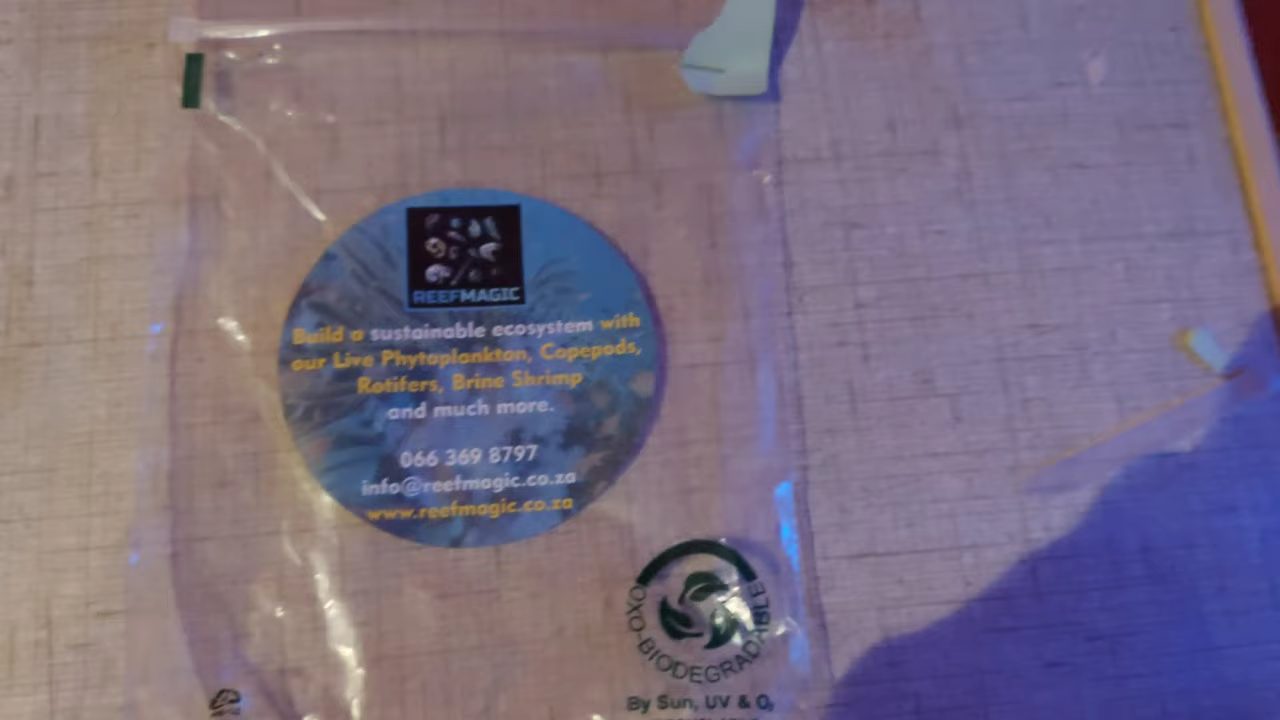 REEFMAGIC
Build a sustainable ecosystem with
our Live Phytoplankton, Copepods,
Rotifers, Brine Shrimp
and much more.
066 369 8797
info@reefmagic.co.za
www.reefmagic.co.za
OXO-BIODEGRADABLE
By Sun, UV & O₂